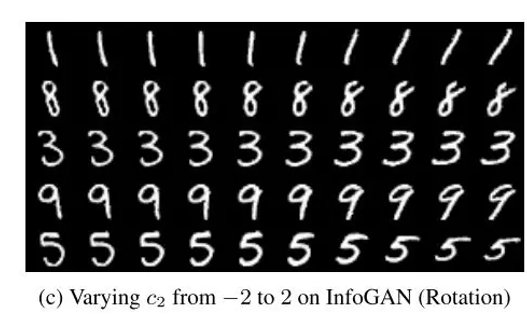 1 1 1 1 1 1 1 1 1 1
8 8 8 8 8 8 8 8 8 8
3 3 3 3 3 3 3 3 3 3
9 9 9 9 9 9 9 9 9 9
5 5 5 5 5 5 5 5 5 5
(c) Varying c₂ from −2 to 2 on InfoGAN (Rotation)